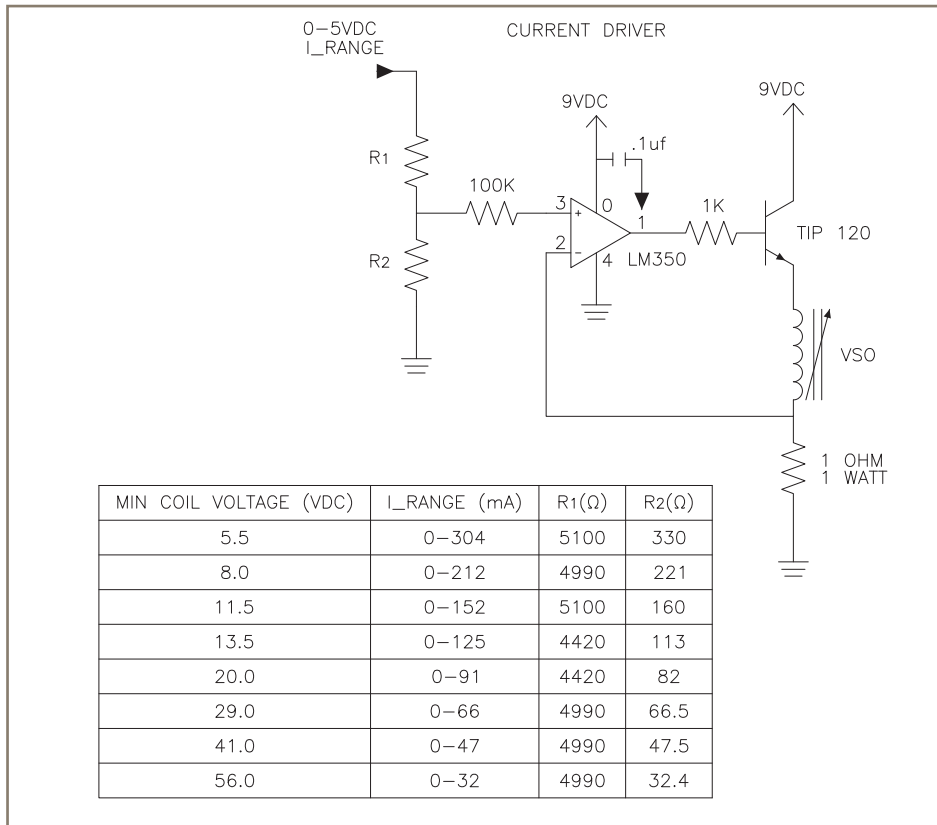 0-5VDC
I_RANGE
CURRENT DRIVER
9VDC
9VDC
.1uf
R1
100K
3
+
0
1
1K
TIP 120
2
-
4
LM350
R2
VSO
1 OHM
1 WATT
MIN COIL VOLTAGE (VDC) I_RANGE (mA) R1(Ω) R2(Ω)
5.5 0-304 5100 330
8.0 0-212 4990 221
11.5 0-152 5100 160
13.5 0-125 4420 113
20.0 0-91 4420 82
29.0 0-66 4990 66.5
41.0 0-47 4990 47.5
56.0 0-32 4990 32.4